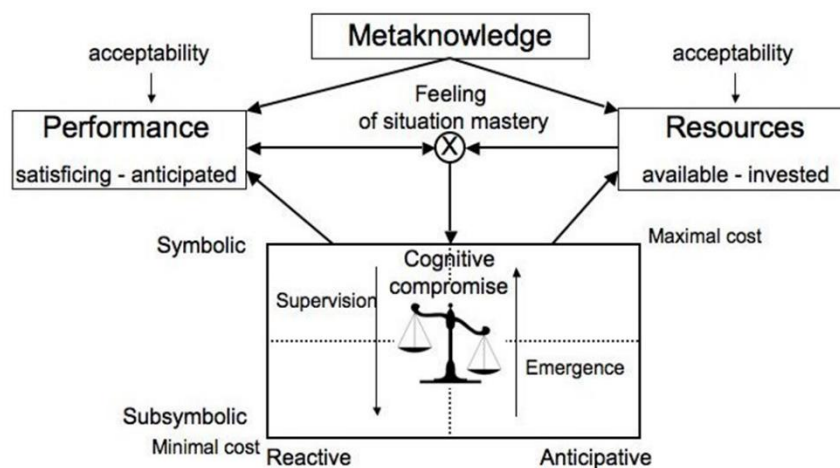 Metaknowledge
acceptability
acceptability
Feeling
of situation mastery
Performance
satisficing - anticipated
X
Resources
available - invested
Symbolic
Maximal cost
Cognitive
compromise
Supervision
Emergence
Subsymbolic
Minimal cost
Reactive
Anticipative